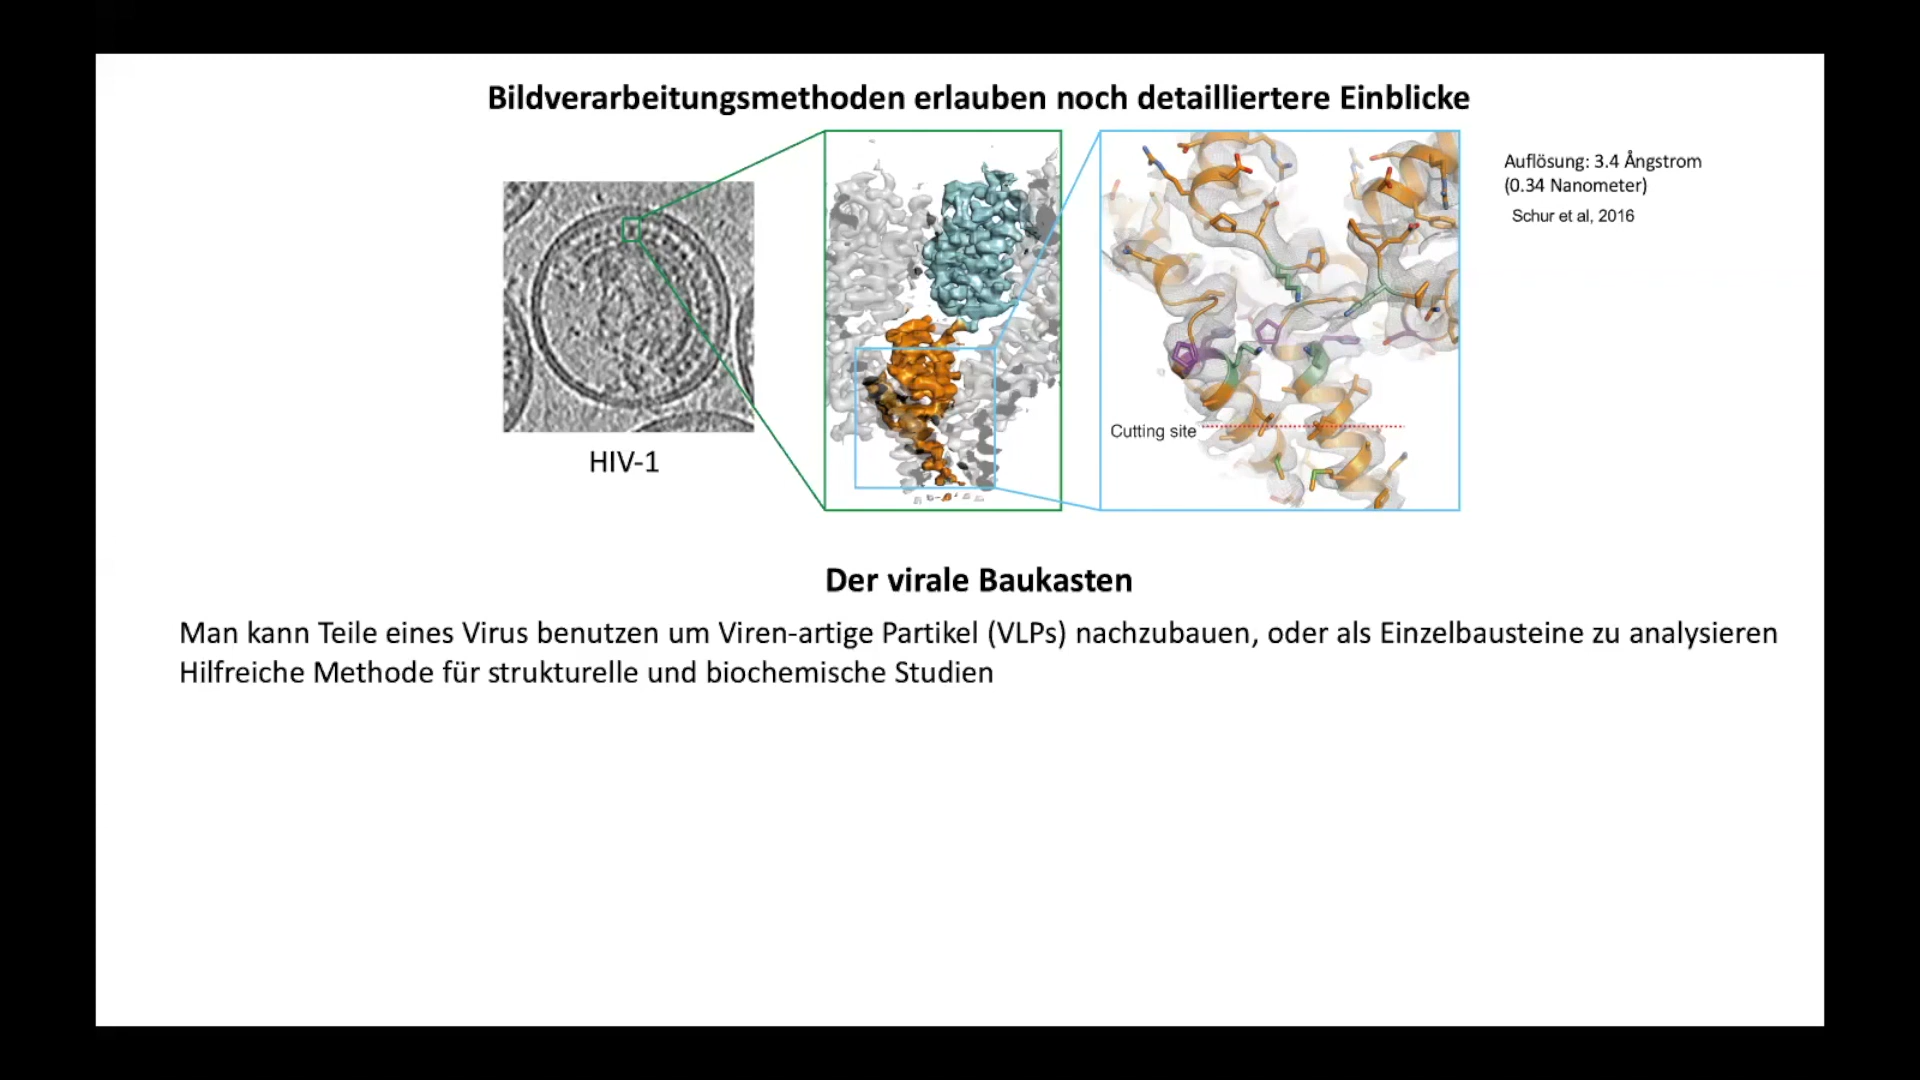 Bildverarbeitungsmethoden erlauben noch detailliertere Einblicke
Auflösung: 3.4 Ångstrom
(0.34 Nanometer)
Schur et al, 2016
Cutting site
HIV-1
Der virale Baukasten
Man kann Teile eines Virus benutzen um Viren-artige Partikel (VLPs) nachzubauen, oder als Einzelbausteine zu analysieren
Hilfreiche Methode für strukturelle und biochemische Studien